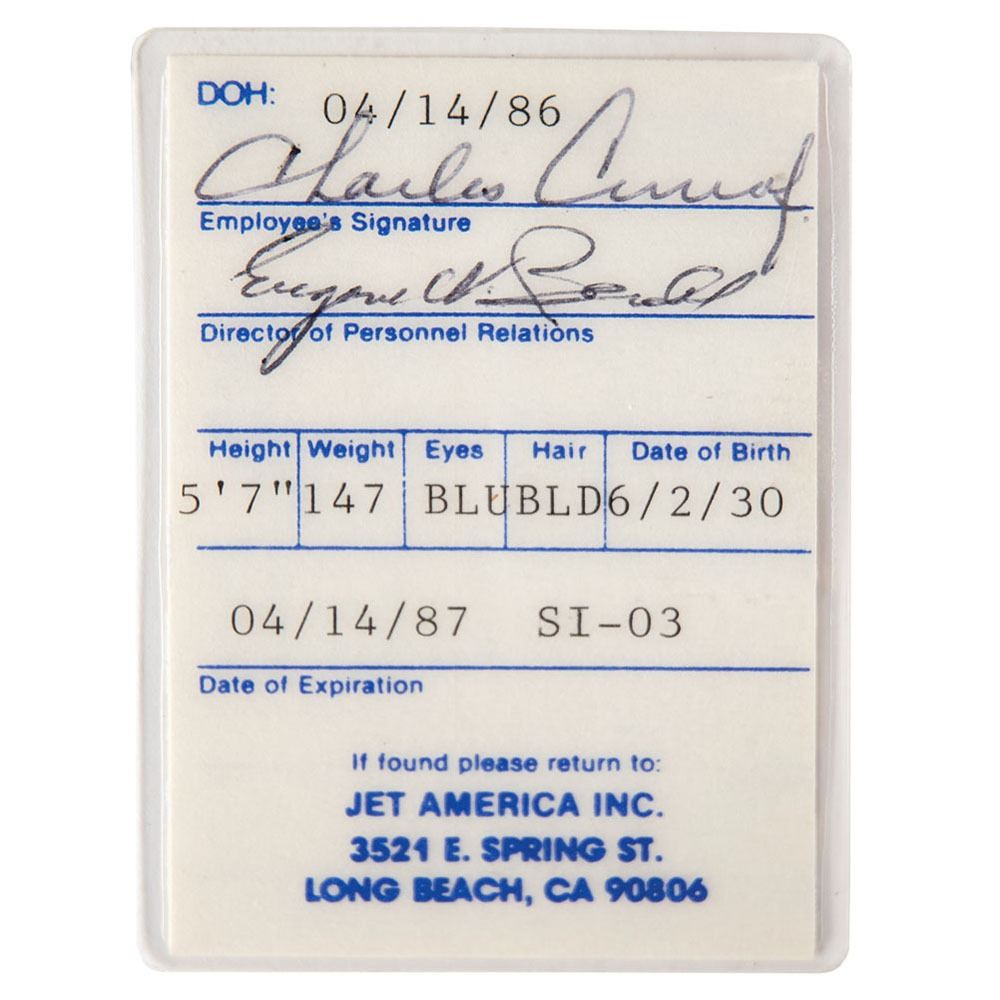 DOH: 04/14/86
Charles Conrad
Employee's Signature
Eugene
Director of Personnel Relations
Height Weight Eyes Hair Date of Birth
5'7" 147 BLU BLD 6/2/30
04/14/87 SI-03
Date of Expiration
If found please return to:
JET AMERICA INC.
3521 E. SPRING ST.
LONG BEACH, CA 90806